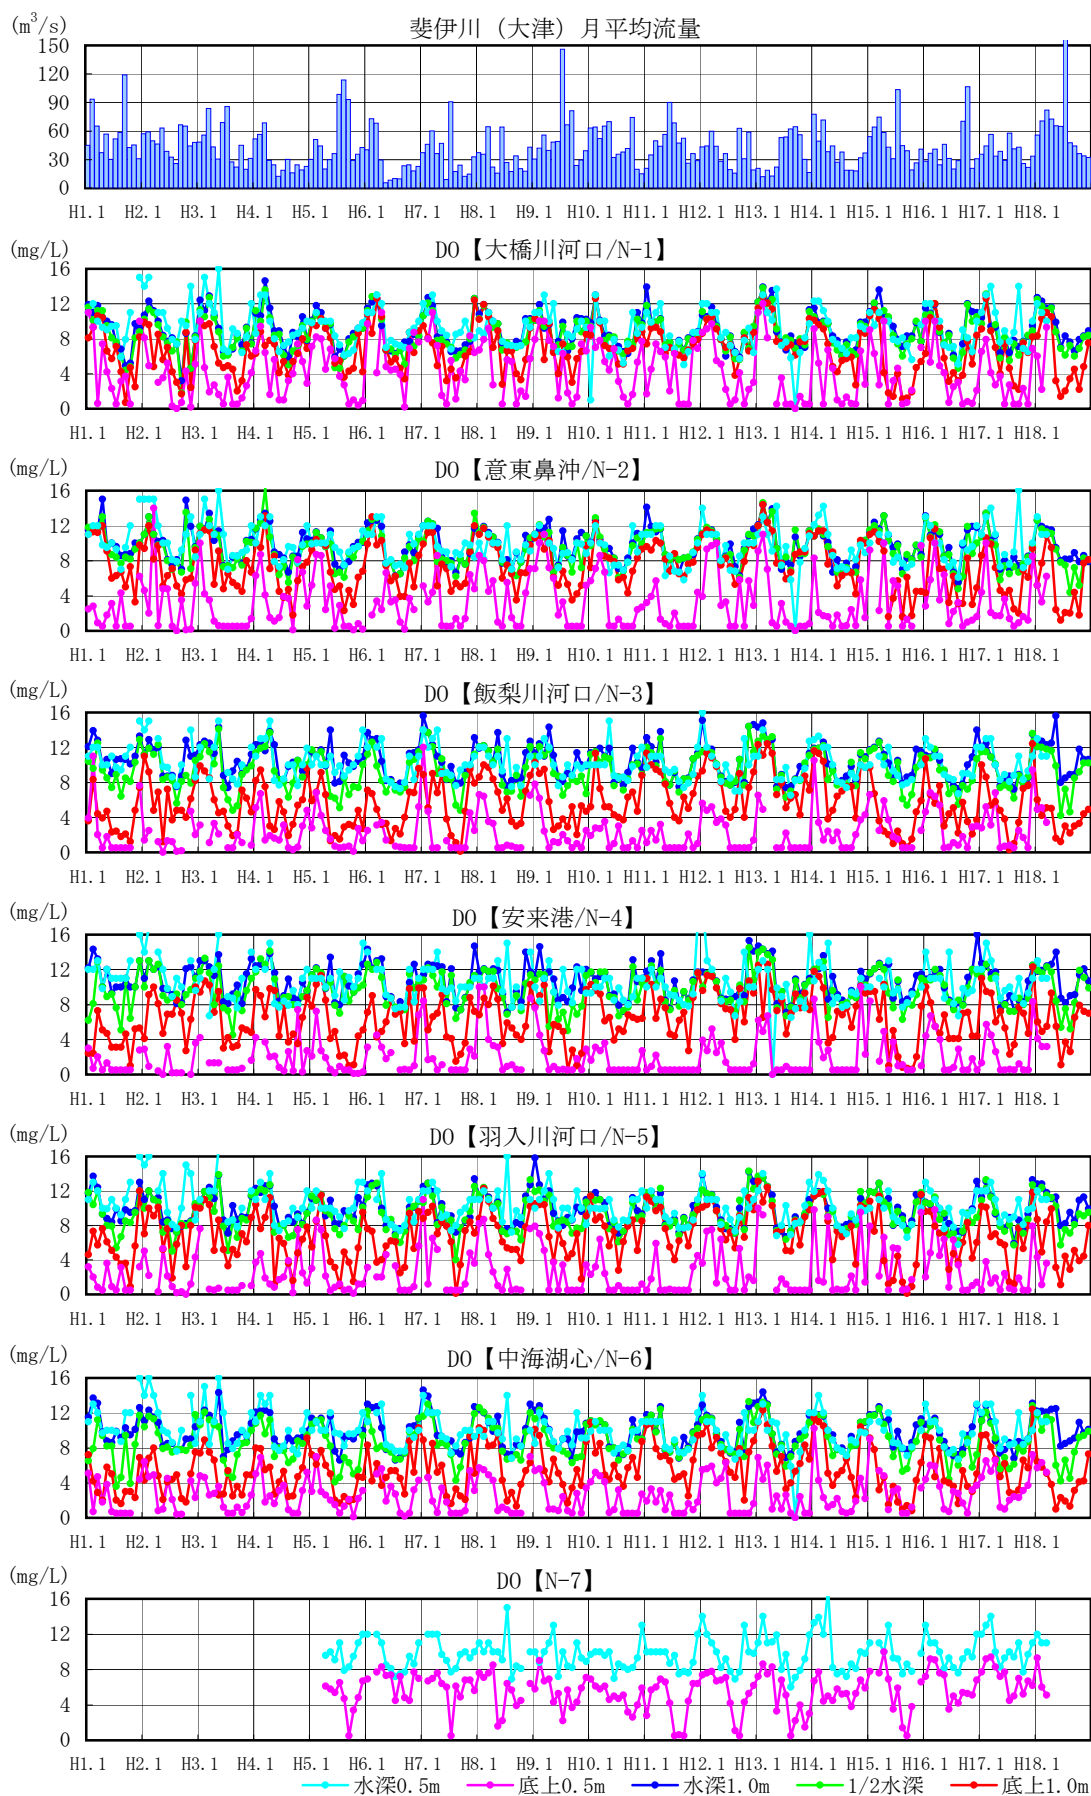 (m³/s) 斐伊川（大津）月平均流量
150
120
90
60
30
0
H1.1 H2.1 H3.1 H4.1 H5.1 H6.1 H7.1 H8.1 H9.1 H10.1 H11.1 H12.1 H13.1 H14.1 H15.1 H16.1 H17.1 H18.1
(mg/L) DO【大橋川河口/N-1】
16
12
8
4
0
H1.1 H2.1 H3.1 H4.1 H5.1 H6.1 H7.1 H8.1 H9.1 H10.1 H11.1 H12.1 H13.1 H14.1 H15.1 H16.1 H17.1 H18.1
(mg/L) DO【意東鼻沖/N-2】
16
12
8
4
0
H1.1 H2.1 H3.1 H4.1 H5.1 H6.1 H7.1 H8.1 H9.1 H10.1 H11.1 H12.1 H13.1 H14.1 H15.1 H16.1 H17.1 H18.1
(mg/L) DO【飯梨川河口/N-3】
16
12
8
4
0
H1.1 H2.1 H3.1 H4.1 H5.1 H6.1 H7.1 H8.1 H9.1 H10.1 H11.1 H12.1 H13.1 H14.1 H15.1 H16.1 H17.1 H18.1
(mg/L) DO【安来港/N-4】
16
12
8
4
0
H1.1 H2.1 H3.1 H4.1 H5.1 H6.1 H7.1 H8.1 H9.1 H10.1 H11.1 H12.1 H13.1 H14.1 H15.1 H16.1 H17.1 H18.1
(mg/L) DO【羽入川河口/N-5】
16
12
8
4
0
H1.1 H2.1 H3.1 H4.1 H5.1 H6.1 H7.1 H8.1 H9.1 H10.1 H11.1 H12.1 H13.1 H14.1 H15.1 H16.1 H17.1 H18.1
(mg/L) DO【中海湖心/N-6】
16
12
8
4
0
H1.1 H2.1 H3.1 H4.1 H5.1 H6.1 H7.1 H8.1 H9.1 H10.1 H11.1 H12.1 H13.1 H14.1 H15.1 H16.1 H17.1 H18.1
(mg/L) DO【N-7】
16
12
8
4
0
H1.1 H2.1 H3.1 H4.1 H5.1 H6.1 H7.1 H8.1 H9.1 H10.1 H11.1 H12.1 H13.1 H14.1 H15.1 H16.1 H17.1 H18.1
水深0.5m 底上0.5m 水深1.0m 1/2水深 底上1.0m